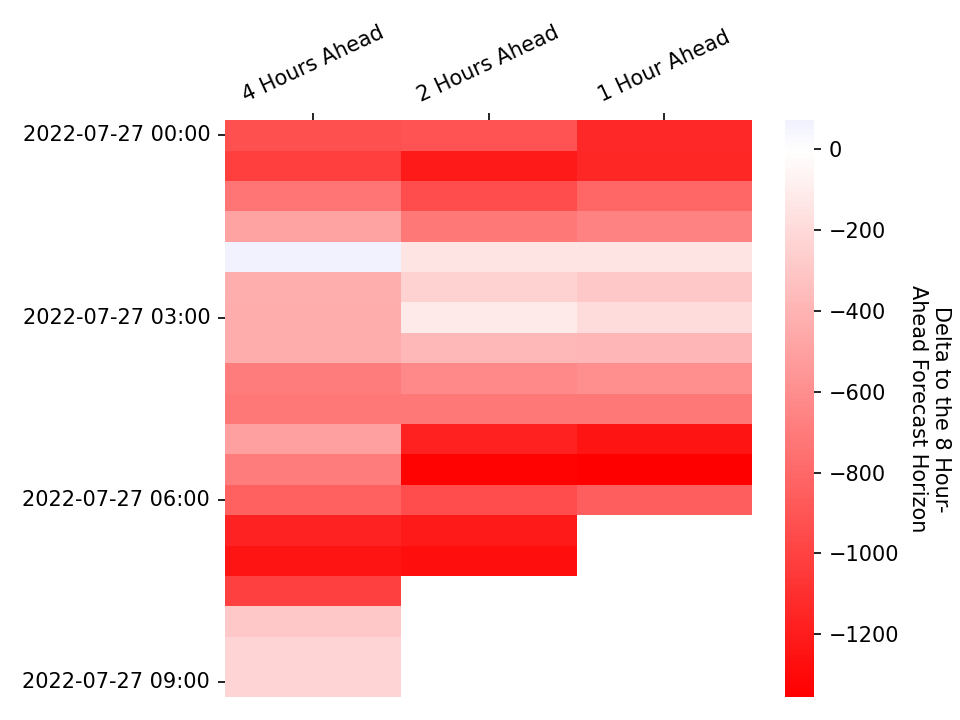 4 Hours Ahead
2 Hours Ahead
1 Hour Ahead
2022-07-27 00:00
2022-07-27 03:00
2022-07-27 06:00
2022-07-27 09:00
0
−200
−400
−600
−800
−1000
−1200
Delta to the 8 Hour-
Ahead Forecast Horizon